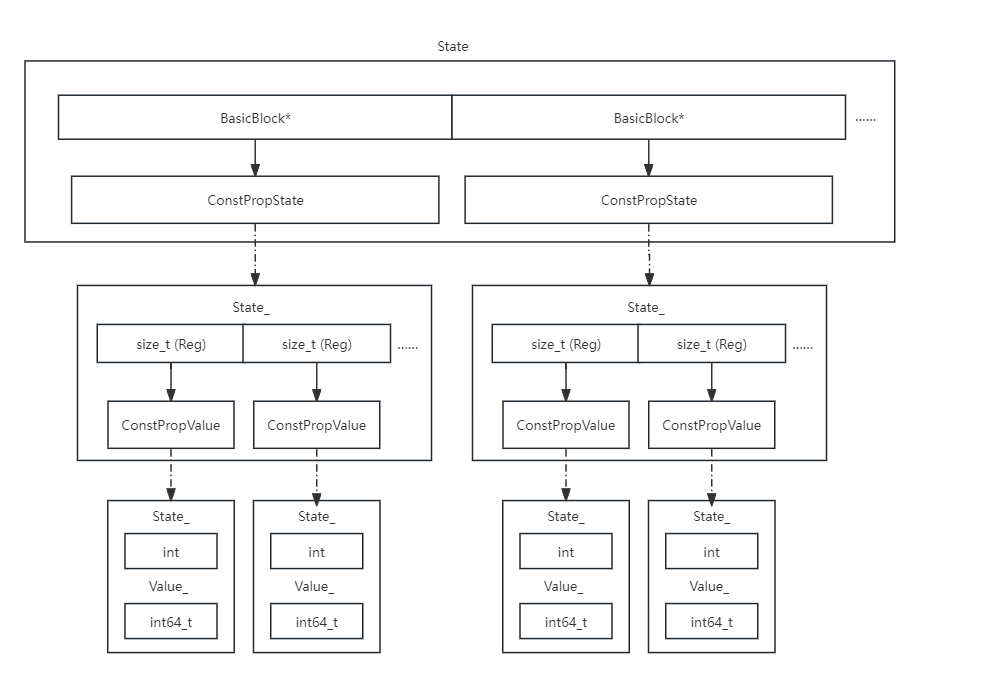 State
BasicBlock* BasicBlock* ......
ConstPropState ConstPropState
State_ State_
size_t (Reg) size_t (Reg) ...... size_t (Reg) size_t (Reg) ......
ConstPropValue ConstPropValue ConstPropValue ConstPropValue
State_ State_ State_ State_
int int int int
Value_ Value_ Value_ Value_
int64_t int64_t int64_t int64_t